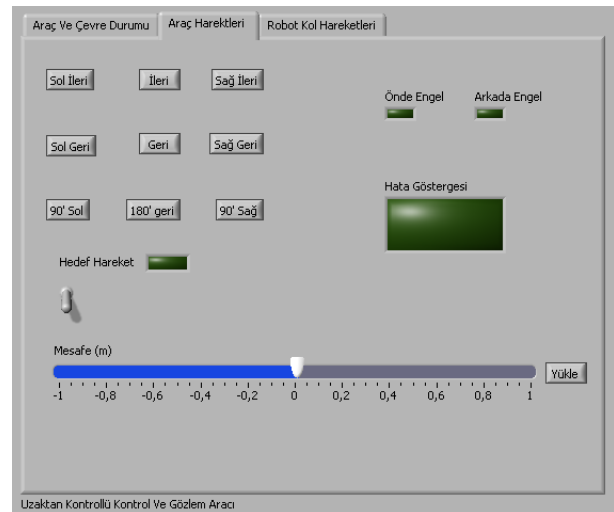 Araç Ve Çevre Durumu Araç Harektleri Robot Kol Hareketleri
Sol İleri İleri Sağ İleri
Önde Engel Arkada Engel
Sol Geri Geri Sağ Geri
Hata Göstergesi
90' Sol 180' geri 90' Sağ
Hedef Hareket
Mesafe (m)
Yükle
-1 -0,8 -0,6 -0,4 -0,2 0 0,2 0,4 0,6 0,8 1
Uzaktan Kontrollü Kontrol Ve Gözlem Aracı